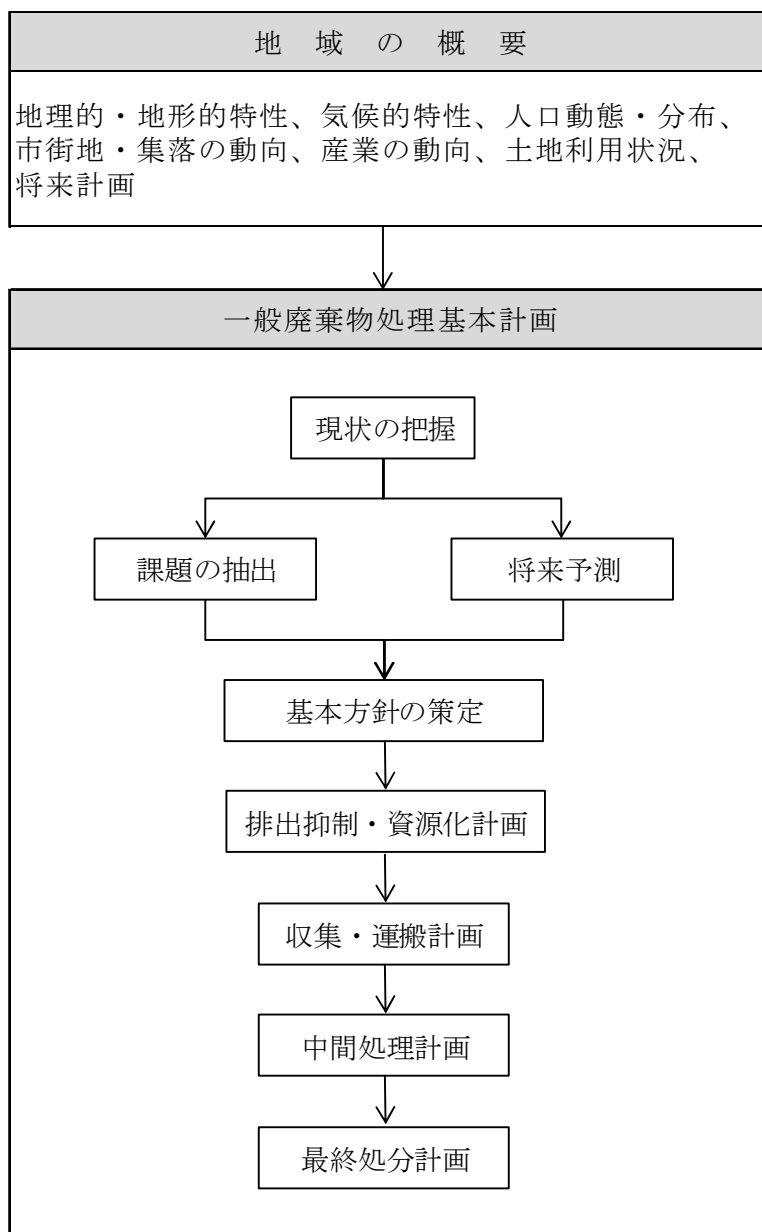 地域の概要
地理的・地形的特性、気候的特性、人口動態・分布、
市街地・集落の動向、産業の動向、土地利用状況、
将来計画
一般廃棄物処理基本計画
現状の把握
課題の抽出
将来予測
基本方針の策定
排出抑制・資源化計画
収集・運搬計画
中間処理計画
最終処分計画